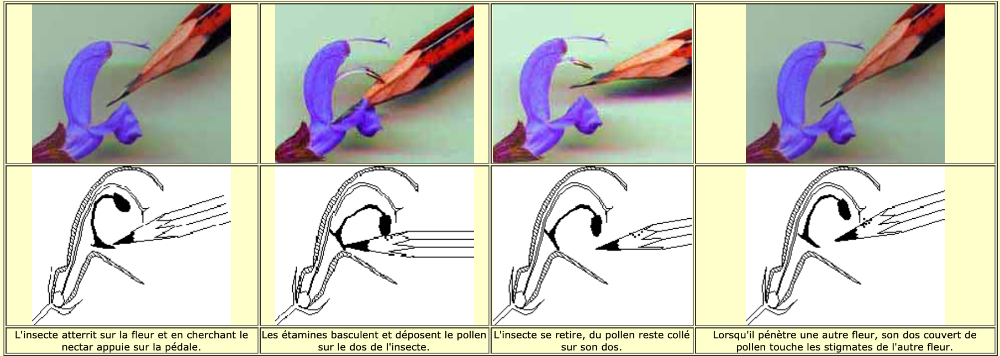 L'insecte atterrit sur la fleur et en cherchant le
nectar appuie sur la pédale.
Les étamines basculent et déposent le pollen
sur le dos de l'insecte.
L'insecte se retire, du pollen reste collé
sur son dos.
Lorsqu'il pénètre une autre fleur, son dos couvert de
pollen touche les stigmates de l'autre fleur.